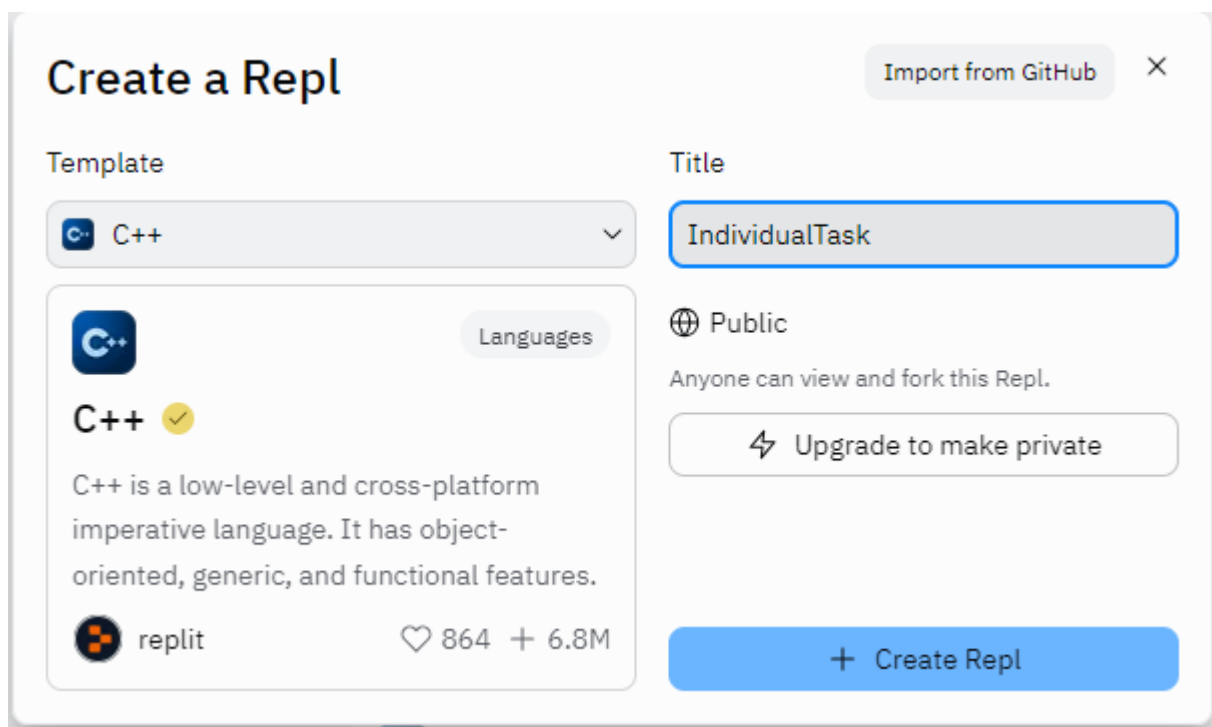 Create a Repl
Import from GitHub
Template
C++
C++
Languages
C++
C++ is a low-level and cross-platform
imperative language. It has object-
oriented, generic, and functional features.
replit
864
6.8M
Title
IndividualTask
Public
Anyone can view and fork this Repl.
Upgrade to make private
+ Create Repl